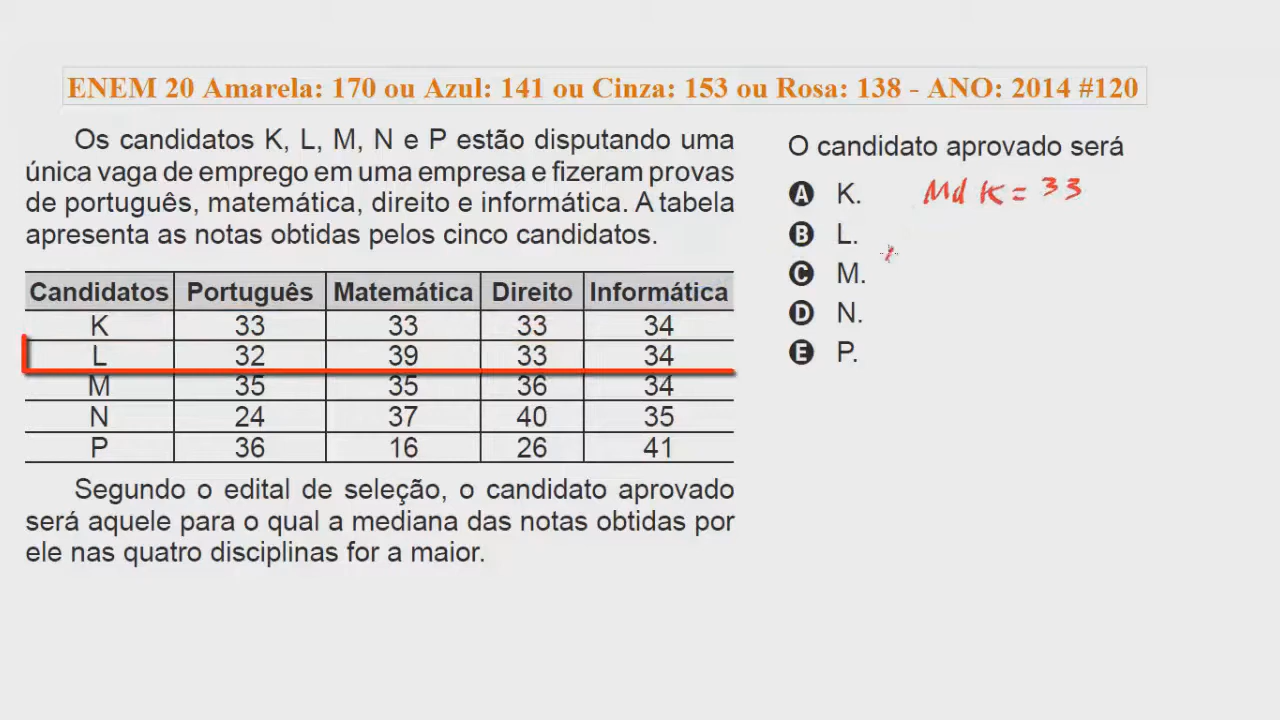 ENEM 20 Amarela: 170 ou Azul: 141 ou Cinza: 153 ou Rosa: 138 - ANO: 2014 #120
Os candidatos K, L, M, N e P estão disputando uma
única vaga de emprego em uma empresa e fizeram provas
de português, matemática, direito e informática. A tabela
apresenta as notas obtidas pelos cinco candidatos.
Candidatos Português Matemática Direito Informática
K 33 33 33 34
L 32 39 33 34
M 35 35 36 34
N 24 37 40 35
P 36 16 26 41
Segundo o edital de seleção, o candidato aprovado
será aquele para o qual a mediana das notas obtidas por
ele nas quatro disciplinas for a maior.
O candidato aprovado será
A K. Md K = 33
B L.
C M.
D N.
E P.